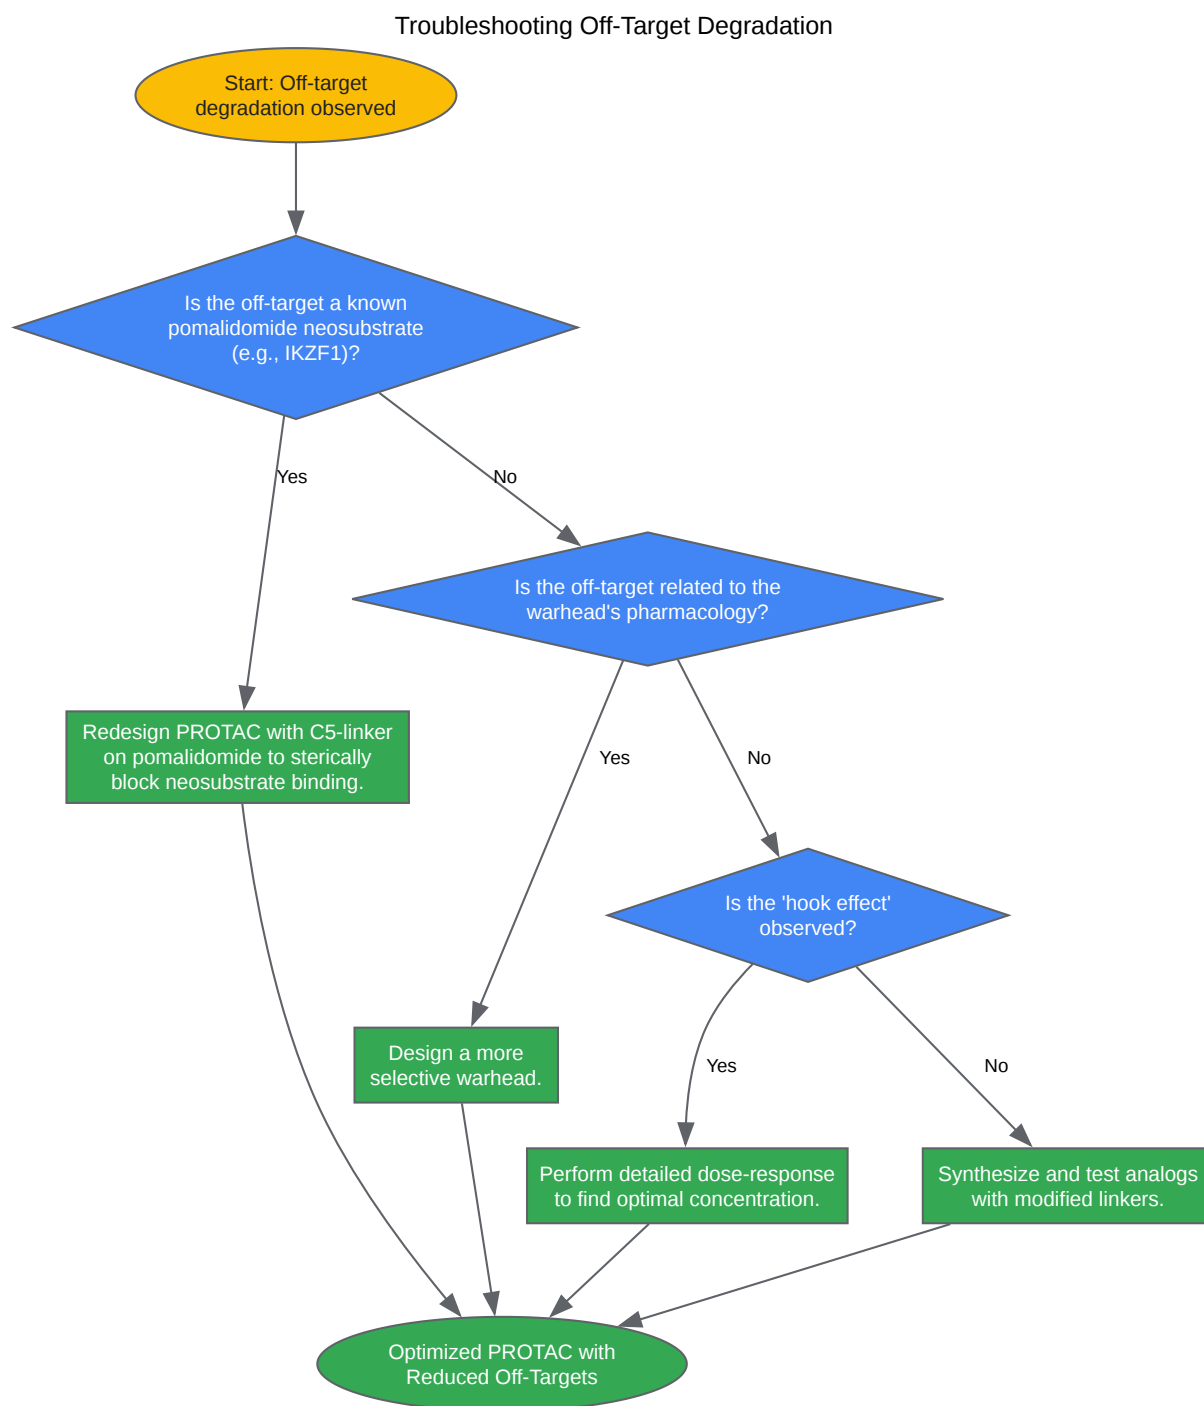 Troubleshooting Off-Target Degradation
Start: Off-target
degradation observed
Is the off-target a known
pomalidomide neosubstrate
(e.g., IKZF1)?
Yes
No
Is the off-target related to the
warhead's pharmacology?
Redesign PROTAC with C5-linker
on pomalidomide to sterically
block neosubstrate binding.
Yes
No
Is the 'hook effect'
observed?
Design a more
selective warhead.
Yes
No
Perform detailed dose-response
to find optimal concentration.
Synthesize and test analogs
with modified linkers.
Optimized PROTAC with
Reduced Off-Targets